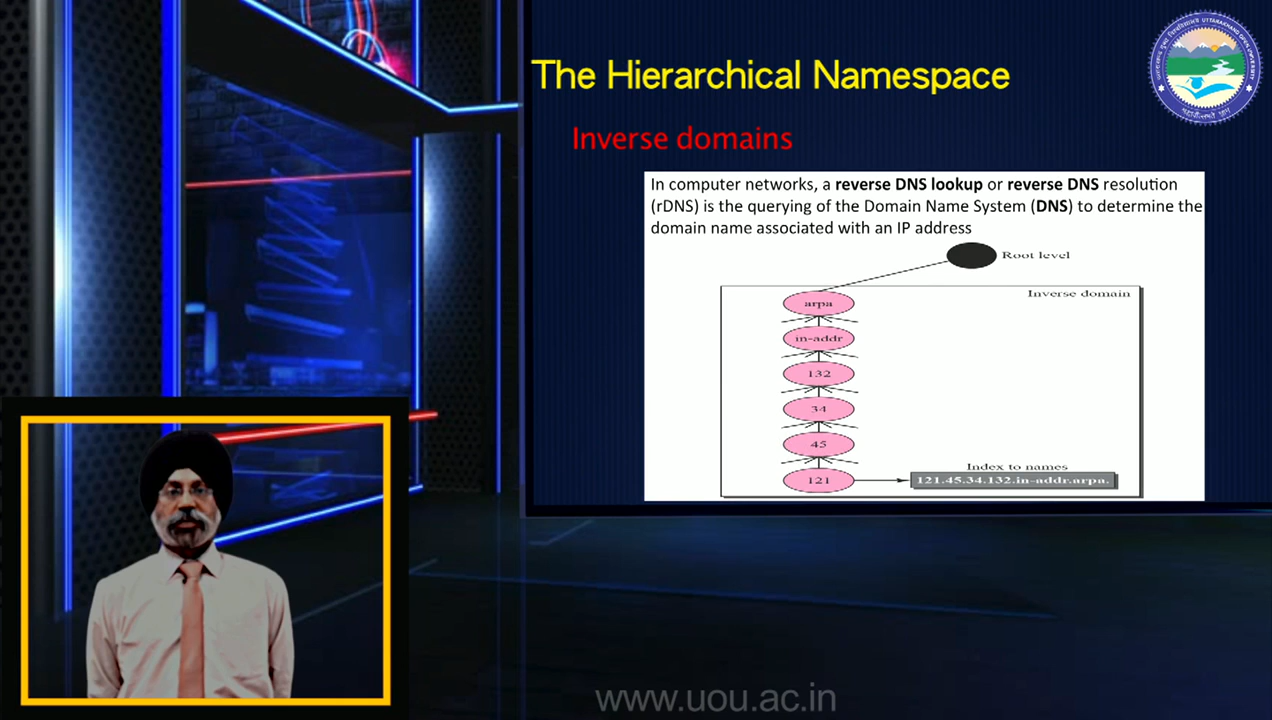 The Hierarchical Namespace
Inverse domains
In computer networks, a reverse DNS lookup or reverse DNS resolution
(rDNS) is the querying of the Domain Name System (DNS) to determine the
domain name associated with an IP address
Root level
Inverse domain
arpa
in-addr
132
34
45
Index to names
121
121.45.34.132.in-addr.arpa.
UTTARAKHAND OPEN UNIVERSITY
www.uou.ac.in